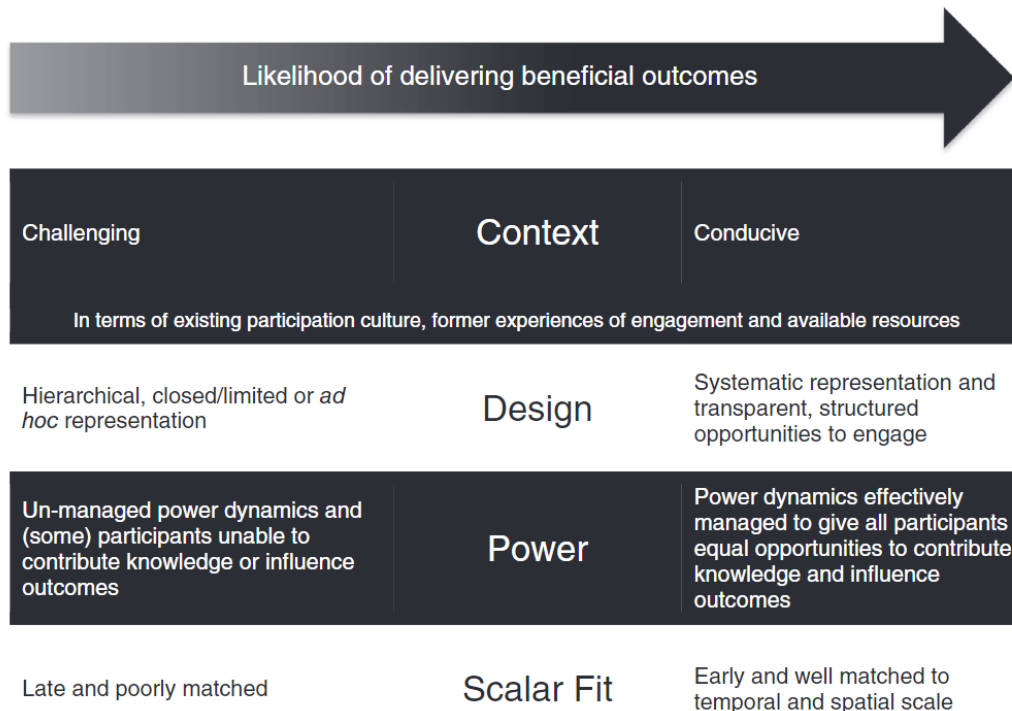 Likelihood of delivering beneficial outcomes
Challenging
Context
Conducive
In terms of existing participation culture, former experiences of engagement and available resources
Hierarchical, closed/limited or ad
hoc representation
Design
Systematic representation and
transparent, structured
opportunities to engage
Un-managed power dynamics and
(some) participants unable to
contribute knowledge or influence
outcomes
Power
Power dynamics effectively
managed to give all participants
equal opportunities to contribute
knowledge and influence
outcomes
Late and poorly matched
Scalar Fit
Early and well matched to
temporal and spatial scale